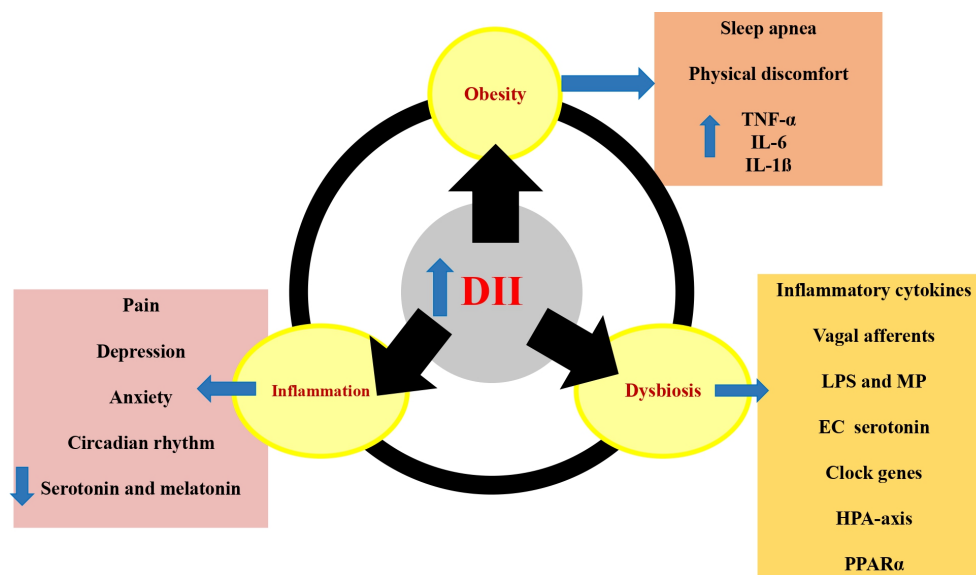 Obesity
Sleep apnea
Physical discomfort
TNF-α
IL-6
IL-1ß
DII
Inflammation
Pain
Depression
Anxiety
Circadian rhythm
Serotonin and melatonin
Dysbiosis
Inflammatory cytokines
Vagal afferents
LPS and MP
EC serotonin
Clock genes
HPA-axis
PPARα